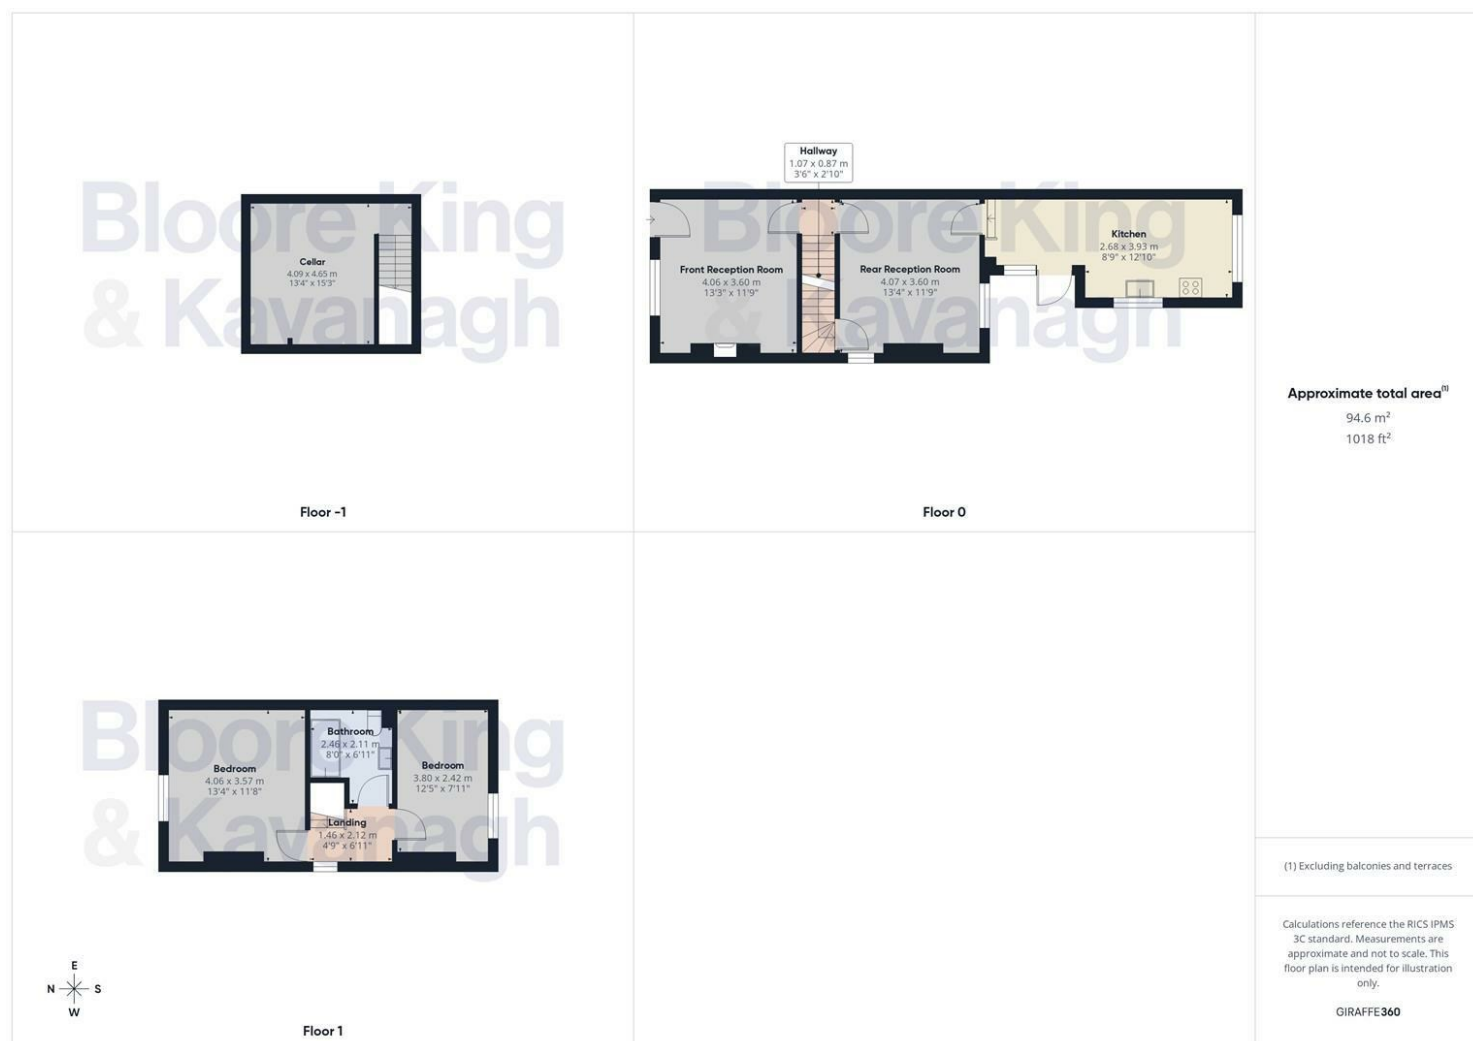 Bloore King
& Kavanagh
Cellar
4.09 x 4.65 m
13'4" x 15'3"
Floor -1
Bloore King
& Kavanagh
Hallway
1.07 x 0.87 m
3'6" x 2'10"
Front Reception Room
4.06 x 3.60 m
13'3" x 11'9"
Rear Reception Room
4.07 x 3.60 m
13'4" x 11'9"
Kitchen
2.68 x 3.93 m
8'9" x 12'10"
Floor 0
Bloore King
& Kavanagh
Bedroom
4.06 x 3.57 m
13'4" x 11'8"
Bathroom
2.46 x 2.11 m
8'0" x 6'11"
Bedroom
3.80 x 2.42 m
12'5" x 7'11"
Landing
1.46 x 2.12 m
4'9" x 6'11"
E
N S
W
Floor 1
Approximate total area(1)
94.6 m²
1018 ft²
(1) Excluding balconies and terraces
Calculations reference the RICS IPMS
3C standard. Measurements are
approximate and not to scale. This
floor plan is intended for illustration
only.
GIRAFFE360